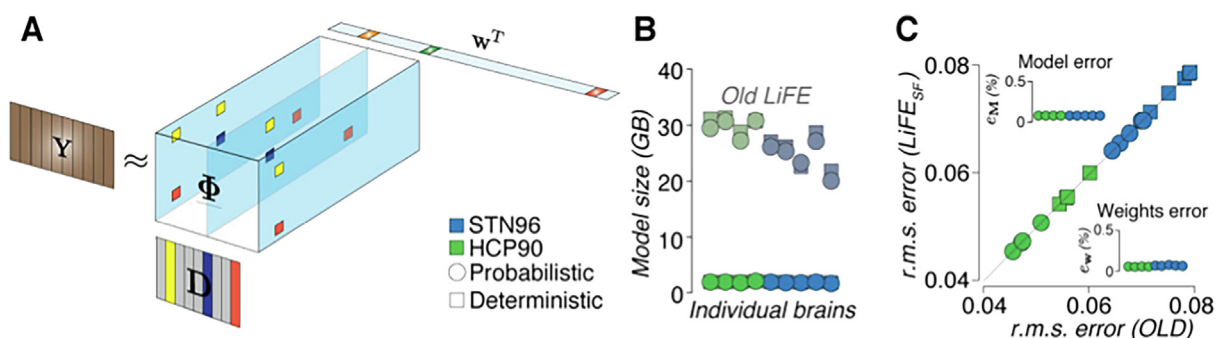 A
Y
≈
Φ
D
w^T
STN96
HCP90
Probabilistic
Deterministic
B
Model size (GB)
40
30
20
10
0
Old LiFE
Individual brains
C
r.m.s. error (LiFE_SF)
0.08
0.06
0.04
Model error
e_M (%)
0.5
0
Weights error
e_w (%)
0.5
0
0.04
0.06
0.08
r.m.s. error (OLD)